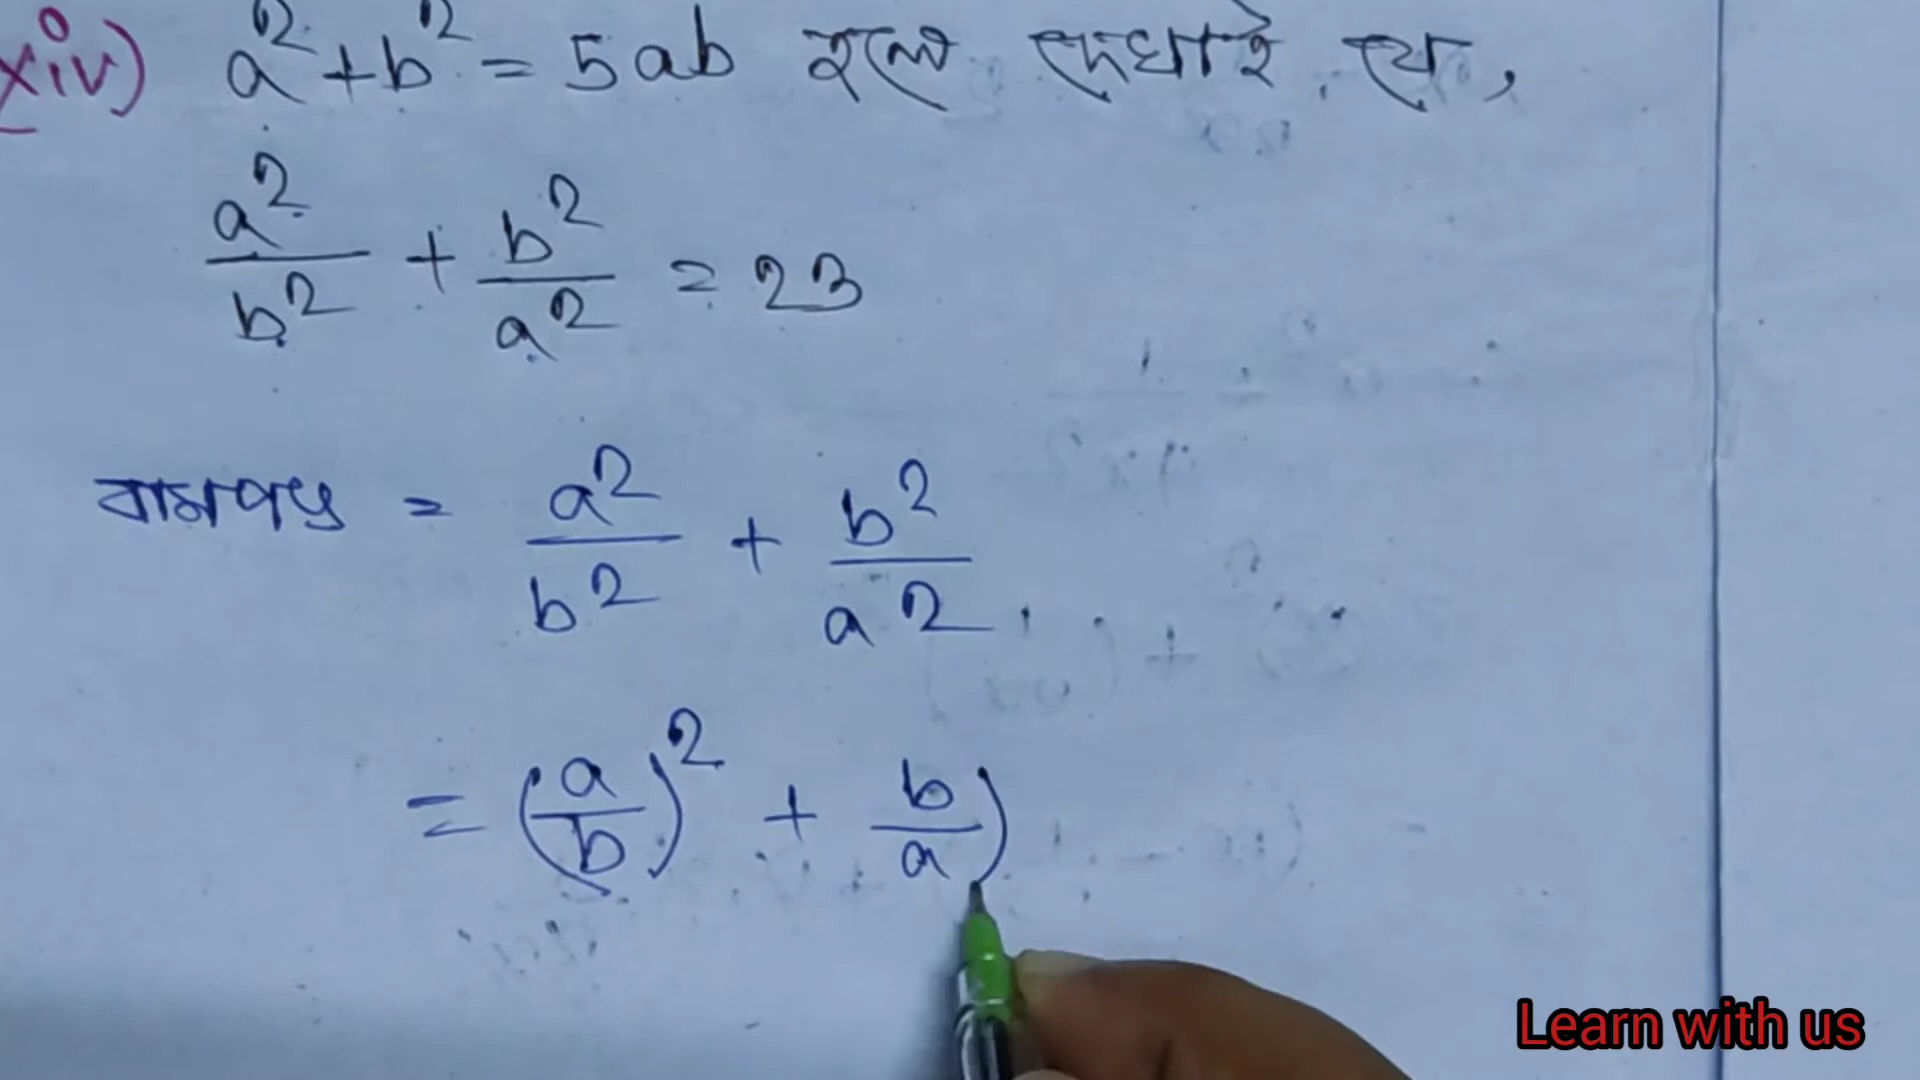 (xiv) a² + b² = 5ab হলে দেখাই যে,
a²/b² + b²/a² = 23
বামপক্ষ = a²/b² + b²/a²
= (a/b)² + b/a)
Learn with us